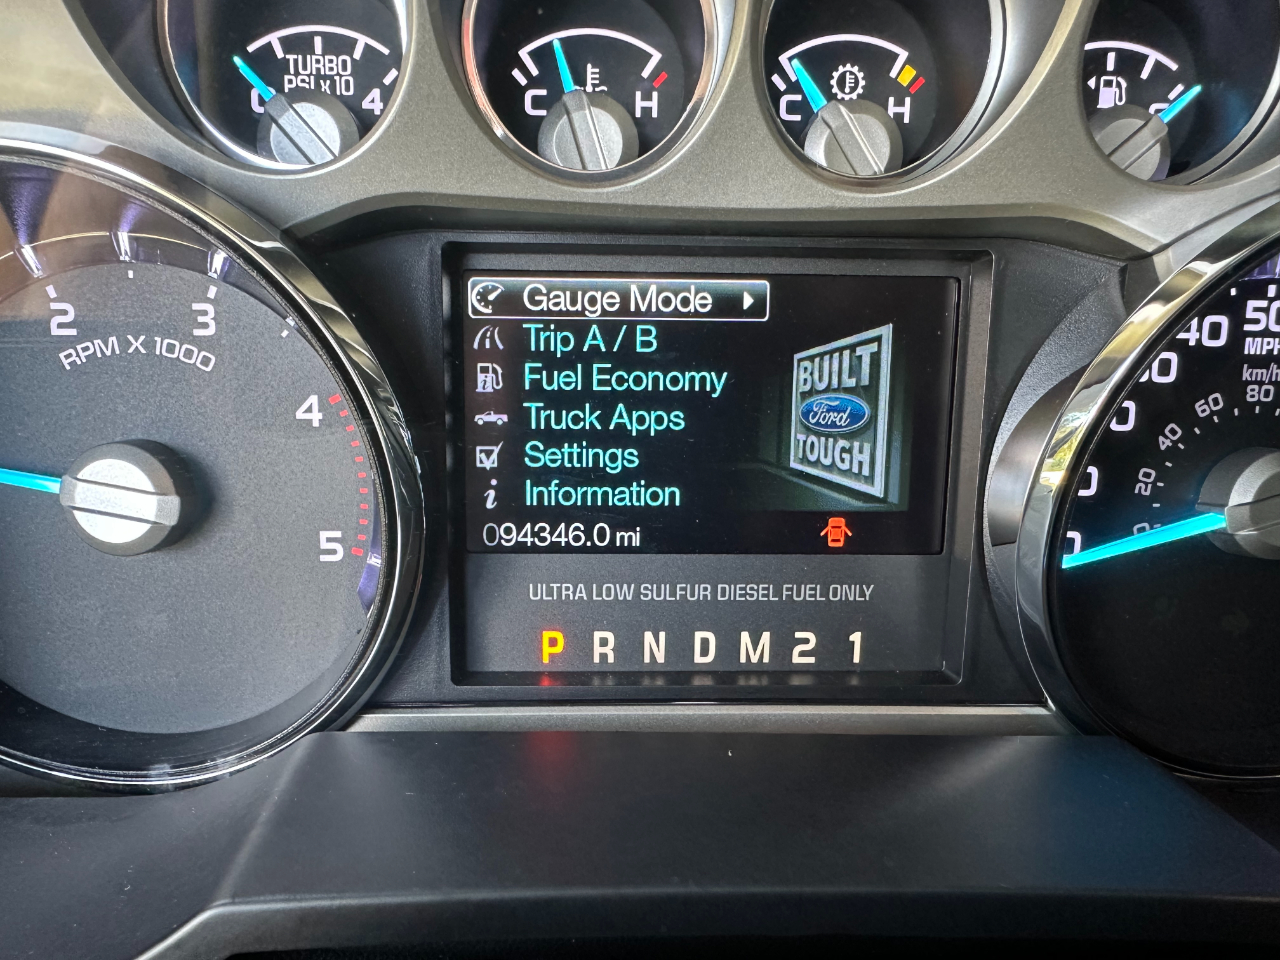 TURBO
PSI x 10
0 4
C H
C H
F
2 3
RPM X 1000
4
5
Gauge Mode
Trip A / B
Fuel Economy
Truck Apps
Settings
Information
094346.0 mi
BUILT
Ford
TOUGH
ULTRA LOW SULFUR DIESEL FUEL ONLY
P R N D M 2 1
40 50
MPH
km/h
20 40 60 80